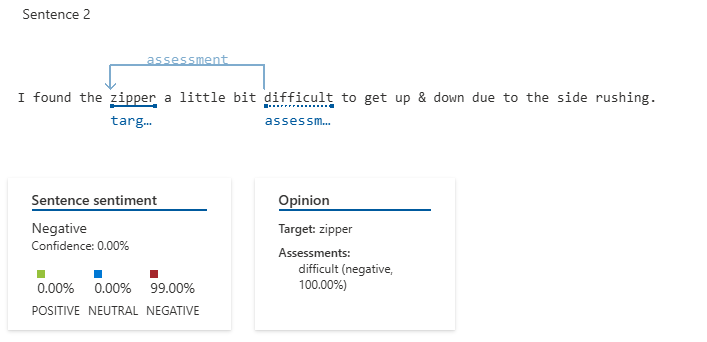 Sentence 2
assessment
I found the zipper a little bit difficult to get up & down due to the side rushing.
targ… assessm…
Sentence sentiment
Negative
Confidence: 0.00%
0.00% 0.00% 99.00%
POSITIVE NEUTRAL NEGATIVE
Opinion
Target: zipper
Assessments:
difficult (negative,
100.00%)